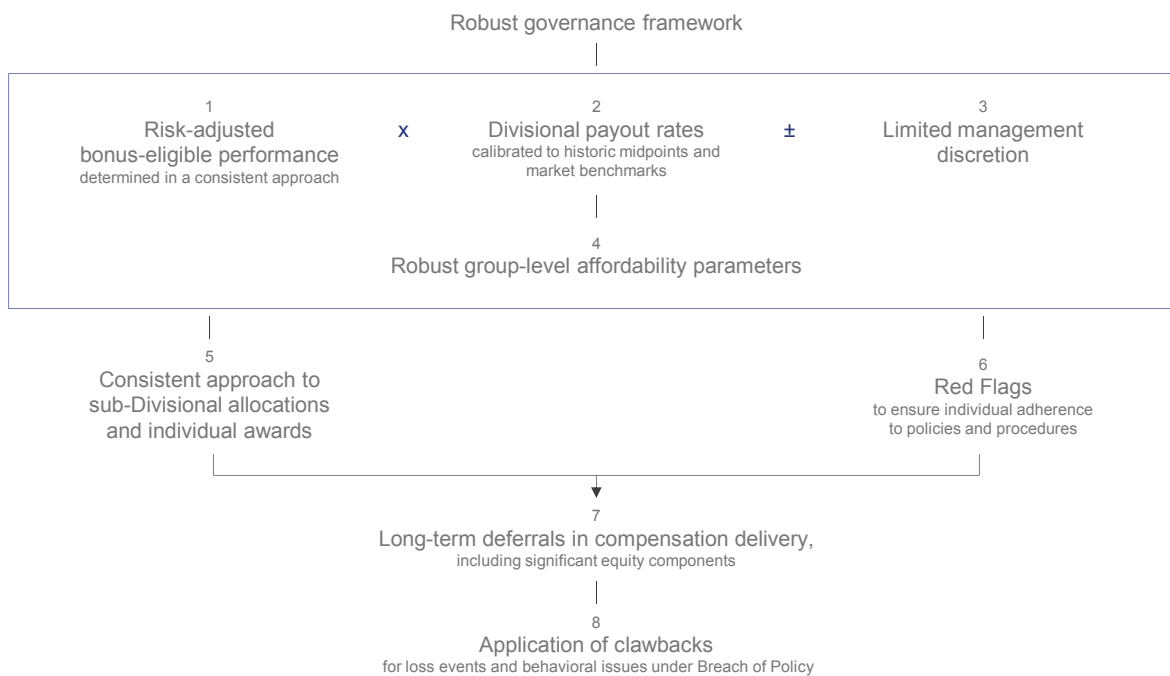 Robust governance framework
1
Risk-adjusted
bonus-eligible performance
determined in a consistent approach
x
2
Divisional payout rates
calibrated to historic midpoints and
market benchmarks
±
3
Limited management
discretion
4
Robust group-level affordability parameters
5
Consistent approach to
sub-Divisional allocations
and individual awards
6
Red Flags
to ensure individual adherence
to policies and procedures
7
Long-term deferrals in compensation delivery,
including significant equity components
8
Application of clawbacks
for loss events and behavioral issues under Breach of Policy